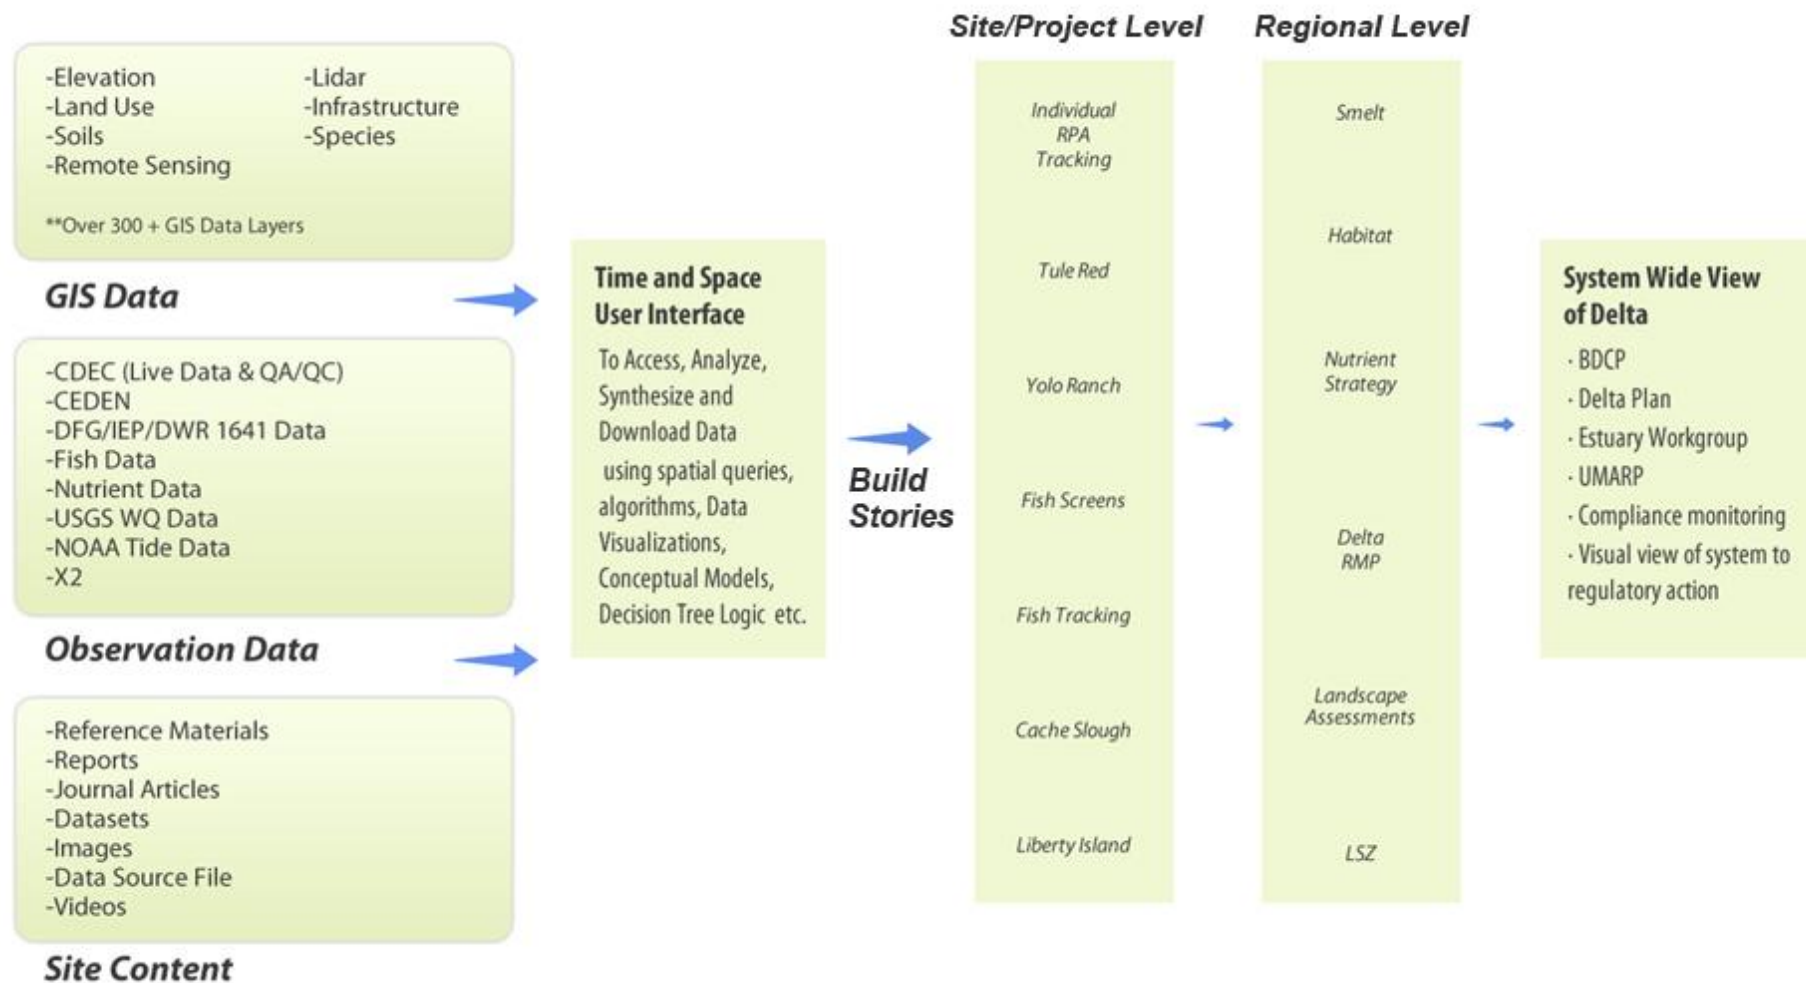 -Elevation
-Land Use
-Soils
-Remote Sensing
-Lidar
-Infrastructure
-Species
**Over 300 + GIS Data Layers
GIS Data
-CDEC (Live Data & QA/QC)
-CEDEN
-DFG/IEP/DWR 1641 Data
-Fish Data
-Nutrient Data
-USGS WQ Data
-NOAA Tide Data
-X2
Observation Data
-Reference Materials
-Reports
-Journal Articles
-Datasets
-Images
-Data Source File
-Videos
Site Content
Time and Space
User Interface
To Access, Analyze,
Synthesize and
Download Data
using spatial queries,
algorithms, Data
Visualizations,
Conceptual Models,
Decision Tree Logic etc.
Build
Stories
Site/Project Level
Individual
RPA
Tracking
Tule Red
Yolo Ranch
Fish Screens
Fish Tracking
Cache Slough
Liberty Island
Regional Level
Smelt
Habitat
Nutrient
Strategy
Delta
RMP
Landscape
Assessments
LSZ
System Wide View
of Delta
· BDCP
· Delta Plan
· Estuary Workgroup
· UMARP
· Compliance monitoring
· Visual view of system to
regulatory action